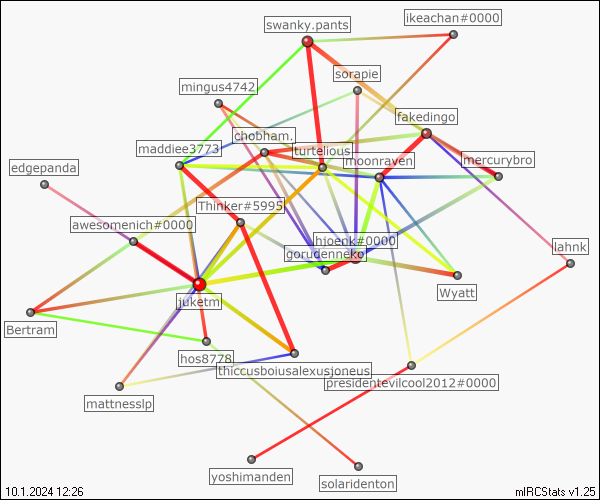 ikeachan#0000
swanky.pants
sorapie
mingus4742
fakedingo
chobham.
maddiee3773
turtelious
moonraven
mercurybro
edgepanda
Thinker#5995
awesomenich#0000
hjoenk#0000
lahnk
gorudenneko
Wyatt
juketm
Bertram
hos8778
thiccusboiusalexusjoneus
presidentevilcool2012#0000
mattnesslp
yoshimanden
solaridenton
10.1.2024 12:26
mIRCStats v1.25